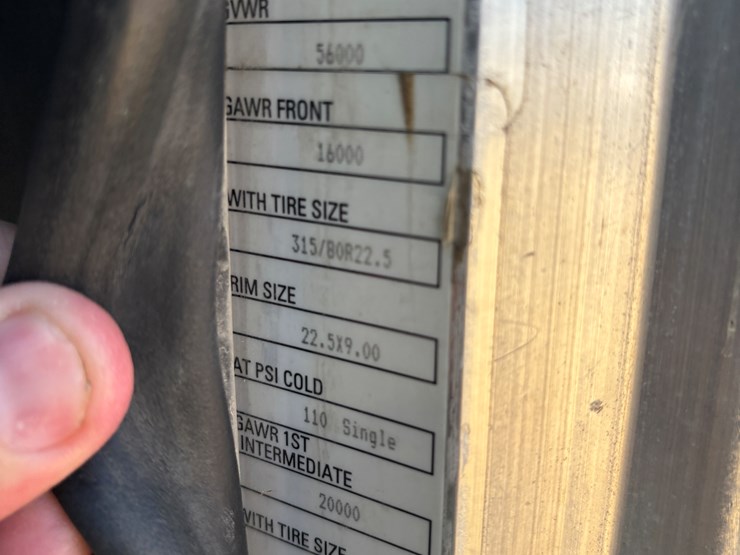 GVWR
56000
GAWR FRONT
16000
WITH TIRE SIZE
315/80R22.5
RIM SIZE
22.5X9.00
AT PSI COLD
110 Single
GAWR 1ST
INTERMEDIATE
20000
WITH TIRE SIZE